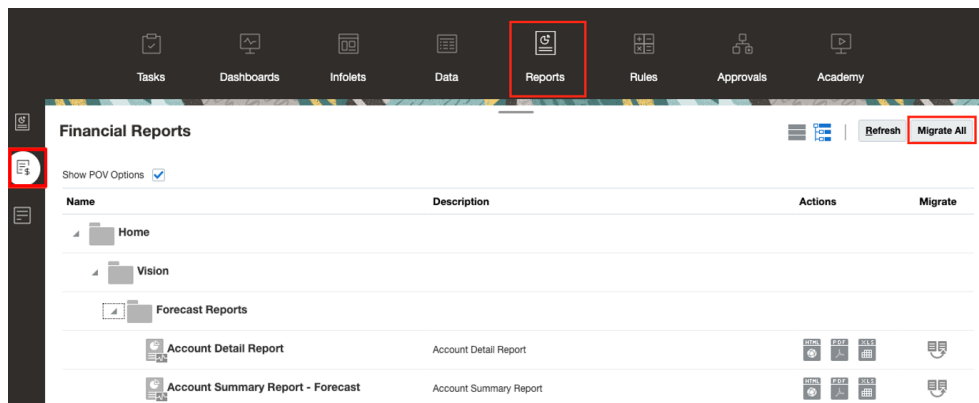 Tasks Dashboards Infolets Data Reports Rules Approvals Academy
Financial Reports Refresh Migrate All
Show POV Options
Name Description Actions Migrate
Home
Vision
Forecast Reports
HTML PDF XLS
Account Detail Report Account Detail Report
HTML PDF XLS
Account Summary Report - Forecast Account Summary Report